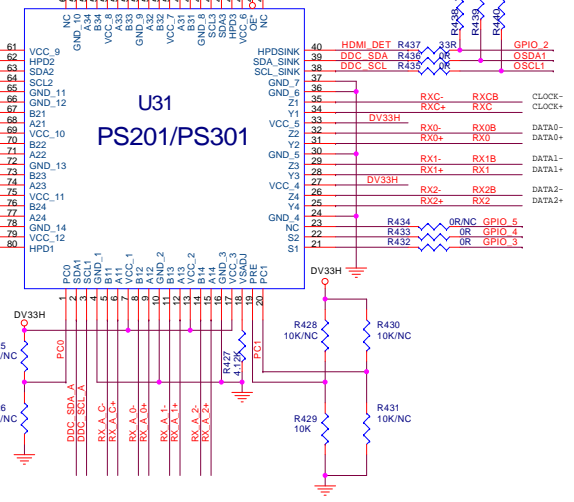 R438
R439
R440
NC
GND_10
A34
B34
VCC_8
A33
B33
GND_9
A32
B32
VCC_7
A31
B31
GND_8
SCL3
SDA3
HPD3
VCC_6
OE
NC
61 VCC_9
62 HPD2
63 SDA2
64 SCL2
65 GND_11
66 GND_12
67 B21
68 A21
69 VCC_10
70 B22
71 A22
72 GND_13
73 B23
74 A23
75 VCC_11
76 B24
77 A24
78 GND_14
79 VCC_12
80 HPD1
U31
PS201/PS301
HPDSINK 40 HDMI_DET R437 33R GPIO_2
SDA_SINK 39 DDC_SDA R436 0R OSDA1
SCL_SINK 38 DDC_SCL R435 0R OSCL1
GND_7 37
GND_6 36
Z1 35 RXC- RXCB CLOCK-
Y1 34 RXC+ RXC CLOCK+
VCC_5 33 DV33H
Z2 32 RX0- RX0B DATA0-
Y2 31 RX0+ RX0 DATA0+
GND_5 30
Z3 29 RX1- RX1B DATA1-
Y3 28 RX1+ RX1 DATA1+
VCC_4 27 DV33H
Z4 26 RX2- RX2B DATA2-
Y4 25 RX2+ RX2 DATA2+
GND_4 24
NC 23 R434 0R/NC GPIO_5
S2 22 R433 0R GPIO_4
S1 21 R432 0R GPIO_3
PC0 1
SDA1 2
SCL1 3
GND_1 4
B11 5
A11 6
VCC_1 7
B12 8
A12 9
GND_2 10
B13 11
A13 12
VCC_2 13
B14 14
A14 15
GND_3 16
VCC_3 17
VSADJ 18
PRE 19
PC1 20
DV33H
DV33H
5
/NC
6
/NC
PC0
DDC_SDA_A
DDC_SCL_A
RX_A_C-
RX_A_C+
RX_A_0-
RX_A_0+
RX_A_1-
RX_A_1+
RX_A_2-
RX_A_2+
R427
4.12K
PC1
R428
10K/NC
R430
10K/NC
R429
10K
R431
10K/NC